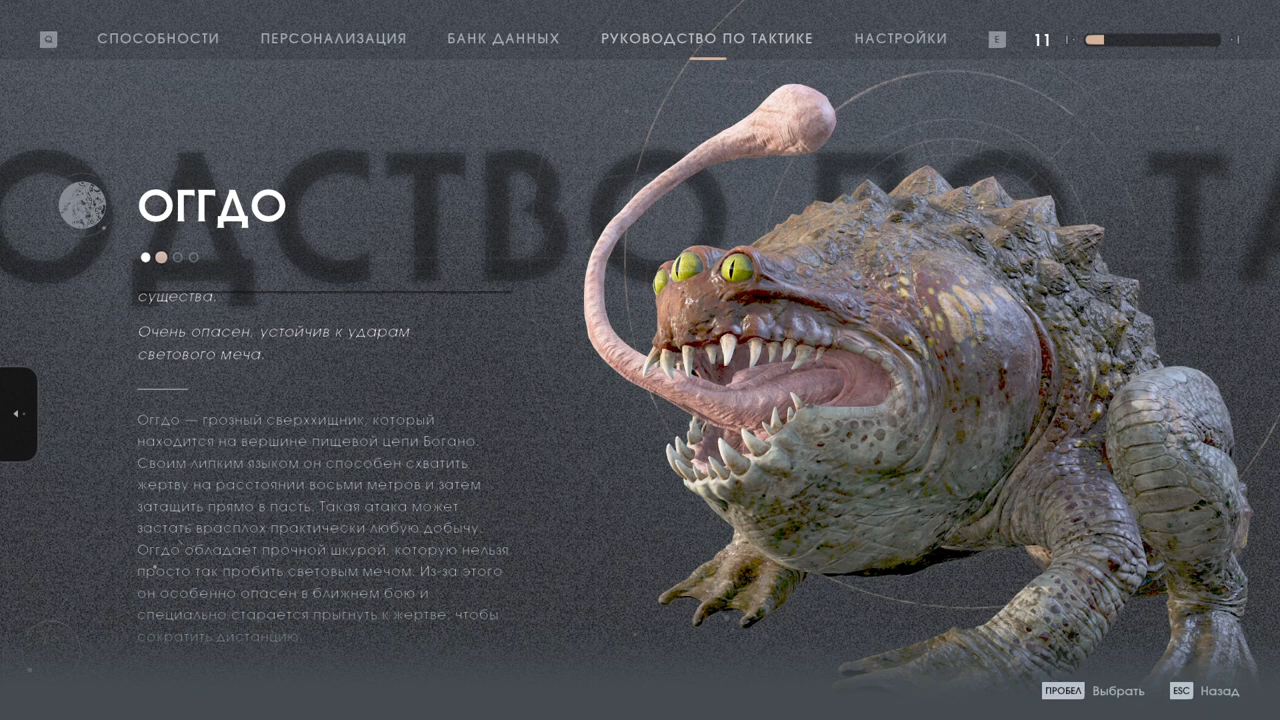 Q СПОСОБНОСТИ ПЕРСОНАЛИЗАЦИЯ БАНК ДАННЫХ РУКОВОДСТВО ПО ТАКТИКЕ НАСТРОЙКИ E 11
ОДСТВО ПО ТА
ОГГДО
существа.
Очень опасен, устойчив к ударам
светового меча.
Оггдо — грозный сверххищник, который
находится на вершине пищевой цепи Богано.
Своим липким языком он способен схватить
жертву на расстоянии восьми метров и затем
затащить прямо в пасть. Такая атака может
застать врасплох практически любую добычу.
Оггдо обладает прочной шкурой, которую нельзя
просто так пробить световым мечом. Из-за этого
он особенно опасен в ближнем бою и
специально старается прыгнуть к жертве, чтобы
сократить дистанцию.
ПРОБЕЛ Выбрать ESC Назад